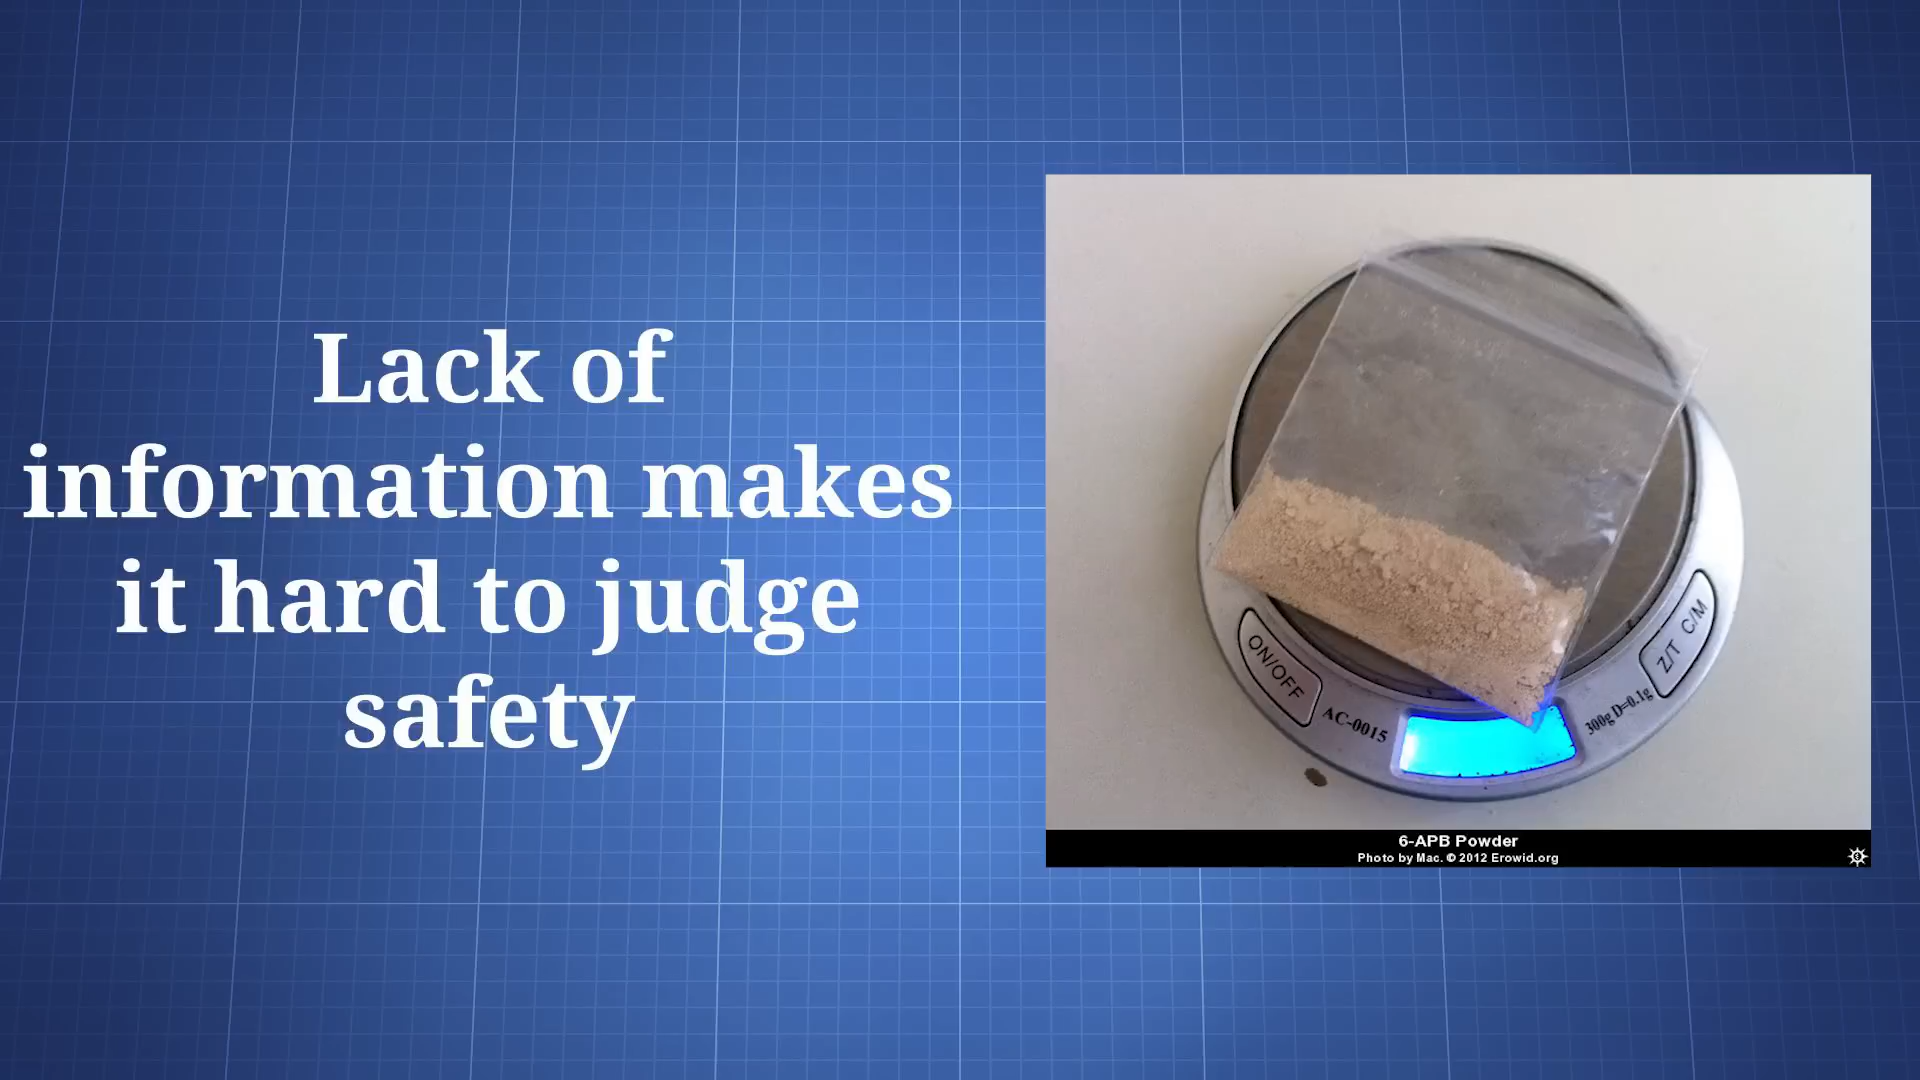 Lack of
information makes
it hard to judge
safety
ON/OFF
AC-0015
300g D=0.1g
Z/T C/M
6-APB Powder
Photo by Mac. © 2012 Erowid.org